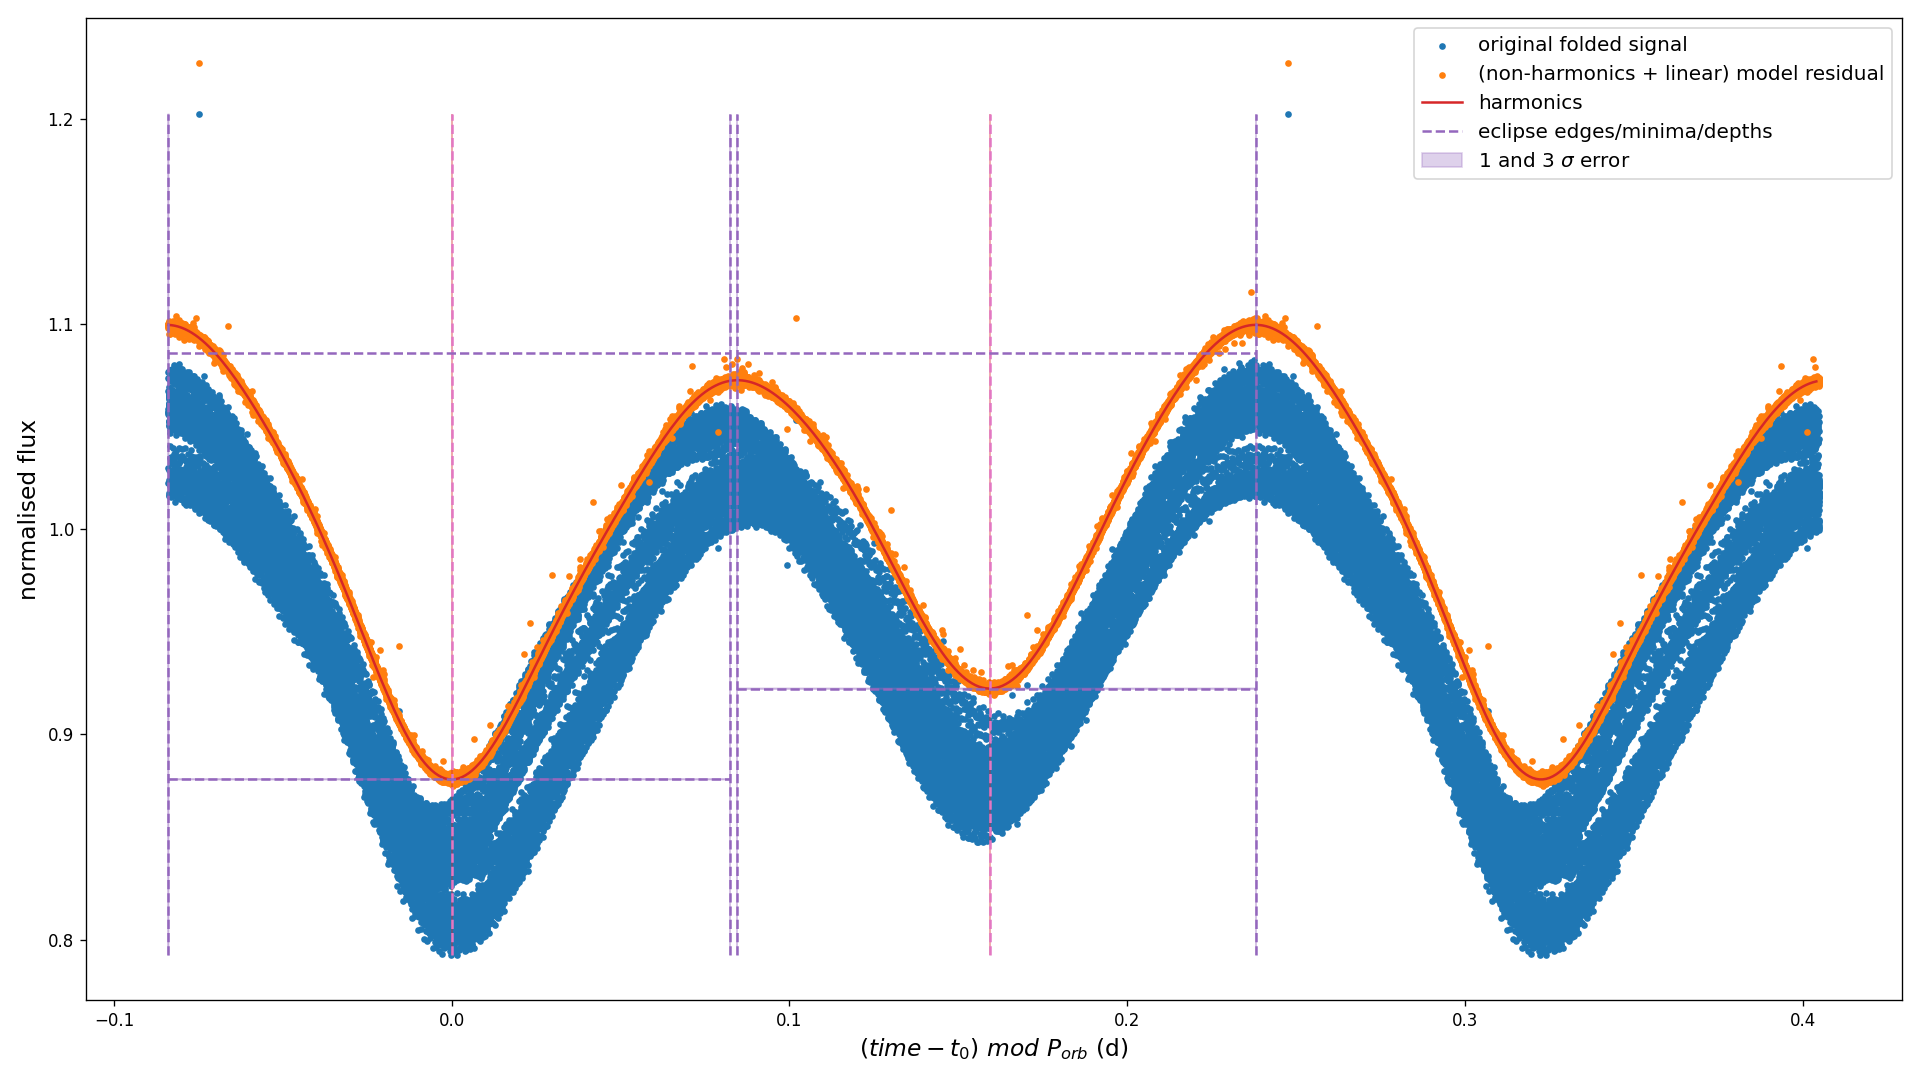 original folded signal
(non-harmonics + linear) model residual
harmonics
eclipse edges/minima/depths
1 and 3 σ error
normalised flux
1.2
1.1
1.0
0.9
0.8
−0.1 0.0 0.1 0.2 0.3 0.4
(time − t₀) mod P_orb (d)